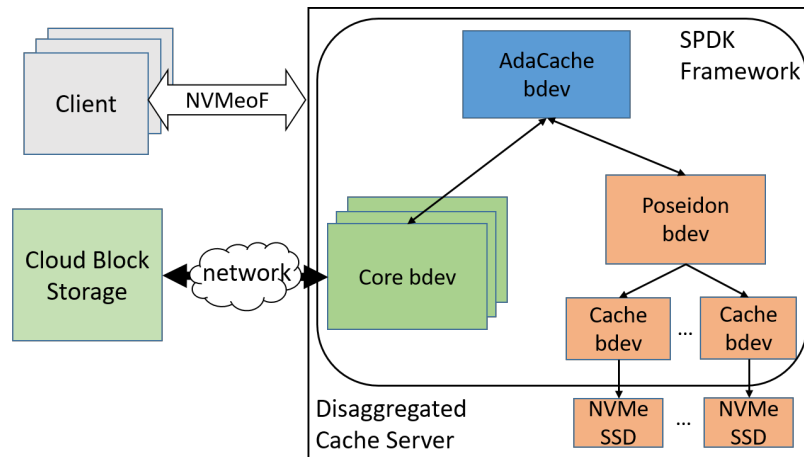 SPDK
Framework
AdaCache
bdev
Client
NVMeoF
Poseidon
bdev
Cloud Block
Storage
network
Core bdev
Cache
bdev
...
Cache
bdev
Disaggregated
Cache Server
NVMe
SSD
...
NVMe
SSD